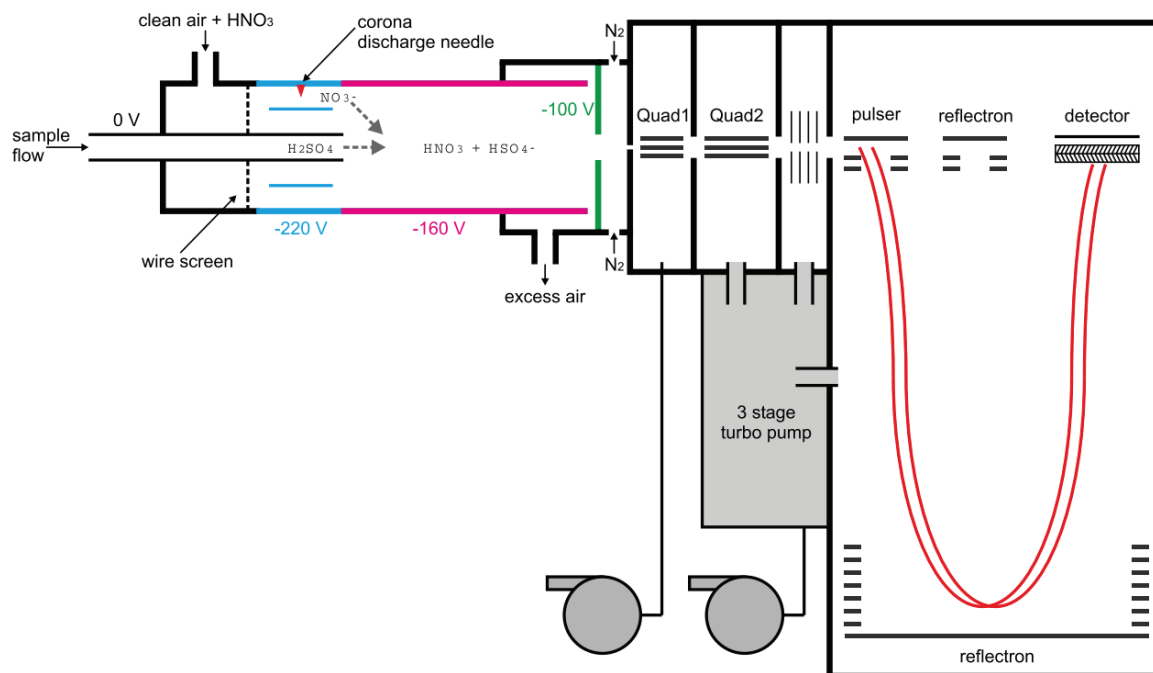 clean air + HNO₃
corona
discharge needle
N₂
0 V
NO₃-
-100 V
Quad1
Quad2
pulser
reflectron
detector
sample
flow
H₂SO₄
HNO₃ + HSO₄-
-220 V
-160 V
wire screen
N₂
excess air
3 stage
turbo pump
reflectron